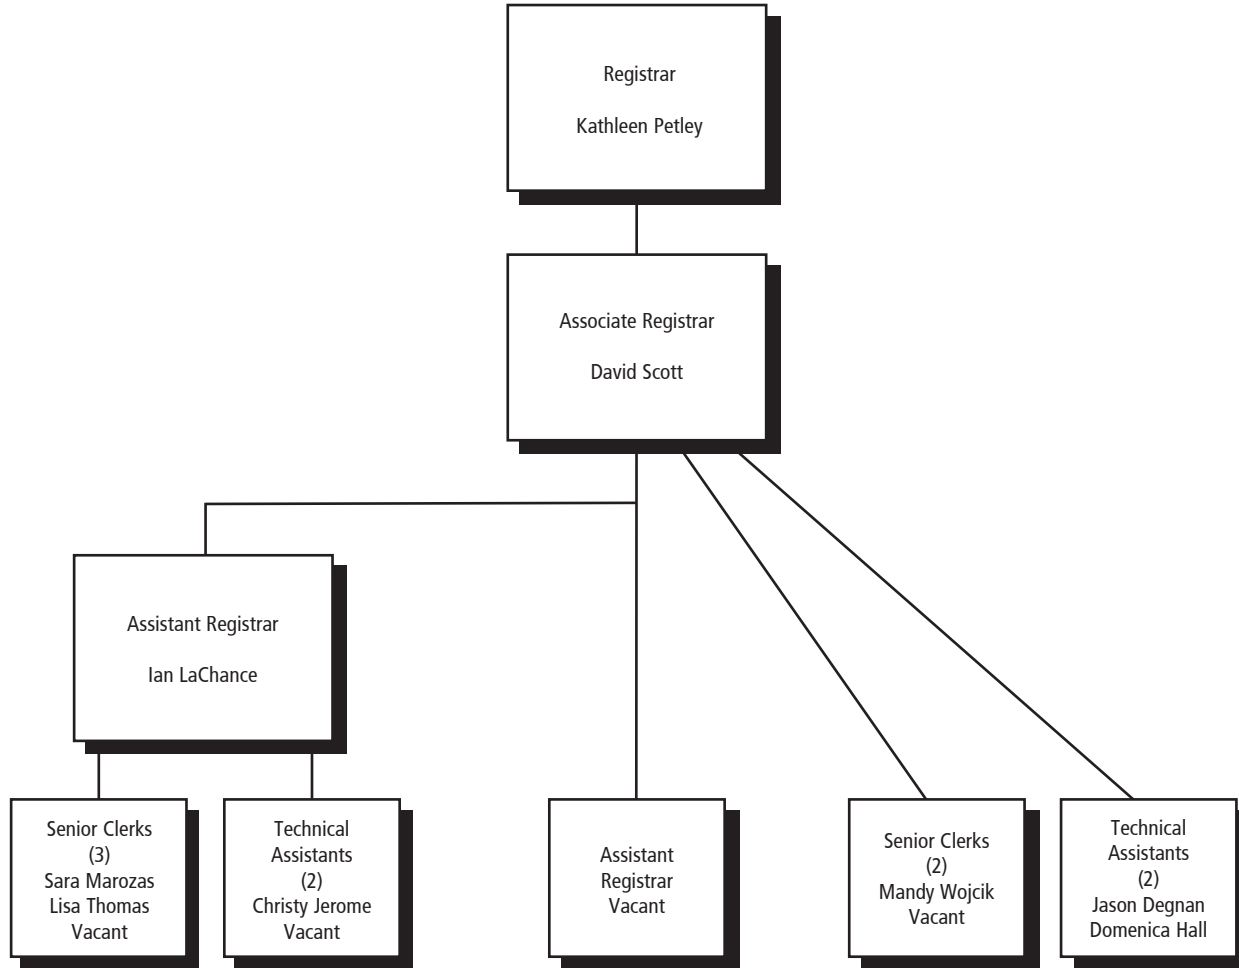 Registrar
Kathleen Petley
Associate Registrar
David Scott
Assistant Registrar
Ian LaChance
Senior Clerks
(3)
Sara Marozas
Lisa Thomas
Vacant
Technical
Assistants
(2)
Christy Jerome
Vacant
Assistant
Registrar
Vacant
Senior Clerks
(2)
Mandy Wojcik
Vacant
Technical
Assistants
(2)
Jason Degnan
Domenica Hall